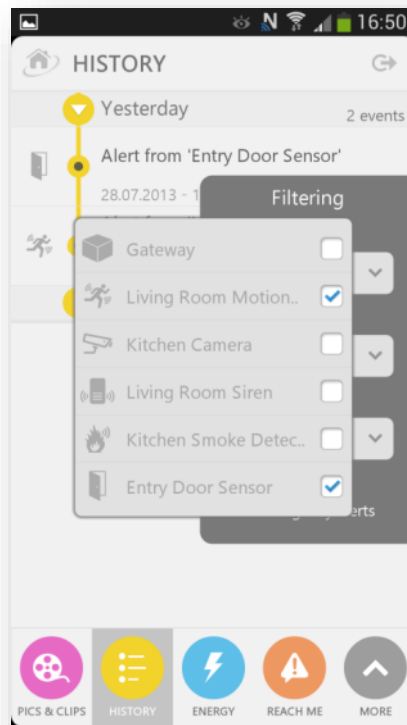 16:50
HISTORY
Yesterday
2 events
Alert from 'Entry Door Sensor'
28.07.2013 - 1
Filtering
Gateway
Living Room Motion..
Kitchen Camera
Living Room Siren
Kitchen Smoke Detec..
Entry Door Sensor
PICS & CLIPS
HISTORY
ENERGY
REACH ME
MORE